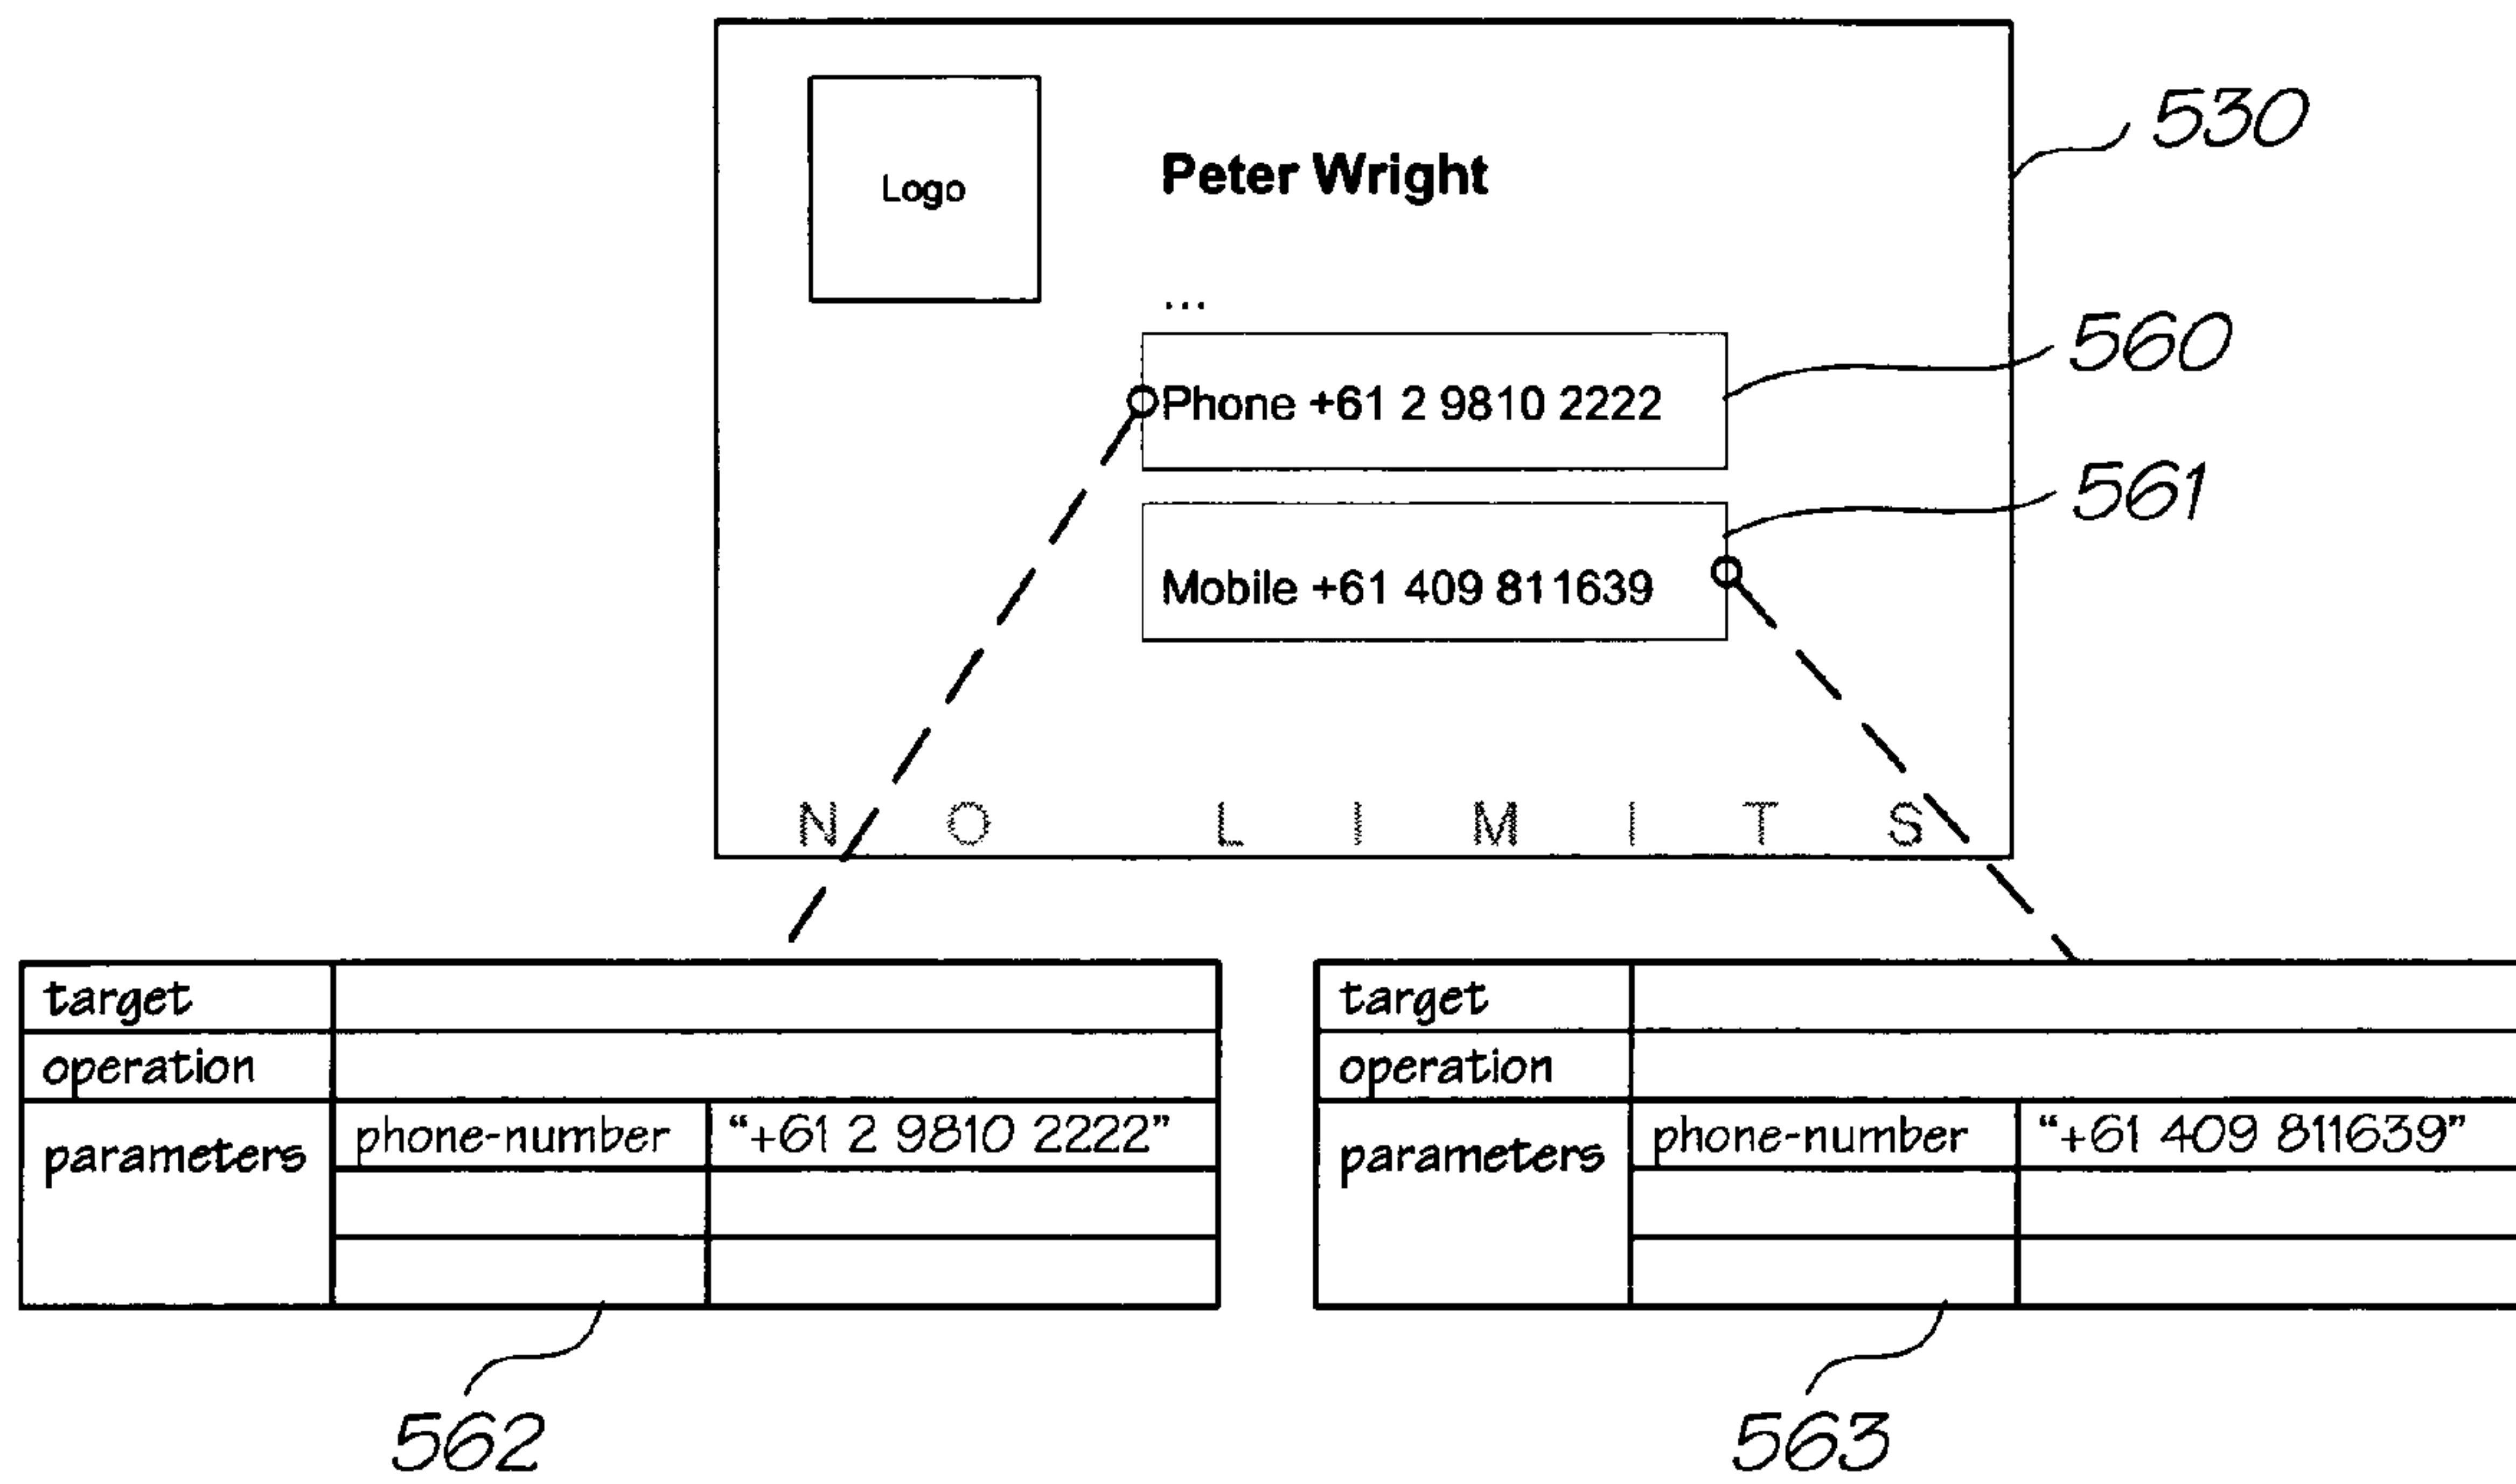 530
Logo
Peter Wright
...
560
Phone +61 2 9810 2222
561
Mobile +61 409 811639
N O L I M I T S
target
operation
parameters phone-number "+61 2 9810 2222"
562
target
operation
parameters phone-number "+61 409 811639"
563